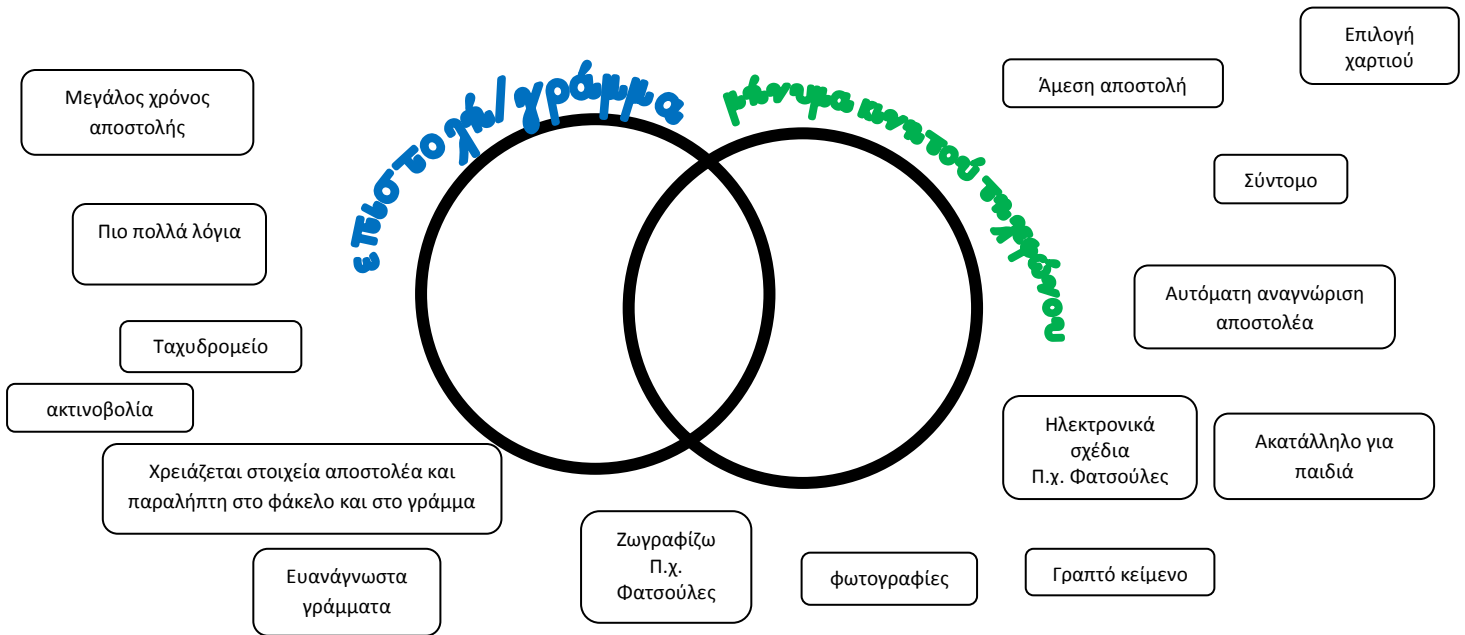 επιστολή/γράμμα
μήνυμα κινητού τηλεφώνου
Επιλογή
χαρτιού
Άμεση αποστολή
Μεγάλος χρόνος
αποστολής
Σύντομο
Πιο πολλά λόγια
Αυτόματη αναγνώριση
αποστολέα
Ταχυδρομείο
ακτινοβολία
Ηλεκτρονικά
σχέδια
Π.χ. Φατσούλες
Ακατάλληλο για
παιδιά
Χρειάζεται στοιχεία αποστολέα και
παραλήπτη στο φάκελο και στο γράμμα
Ζωγραφίζω
Π.χ.
Φατσούλες
φωτογραφίες
Γραπτό κείμενο
Ευανάγνωστα
γράμματα